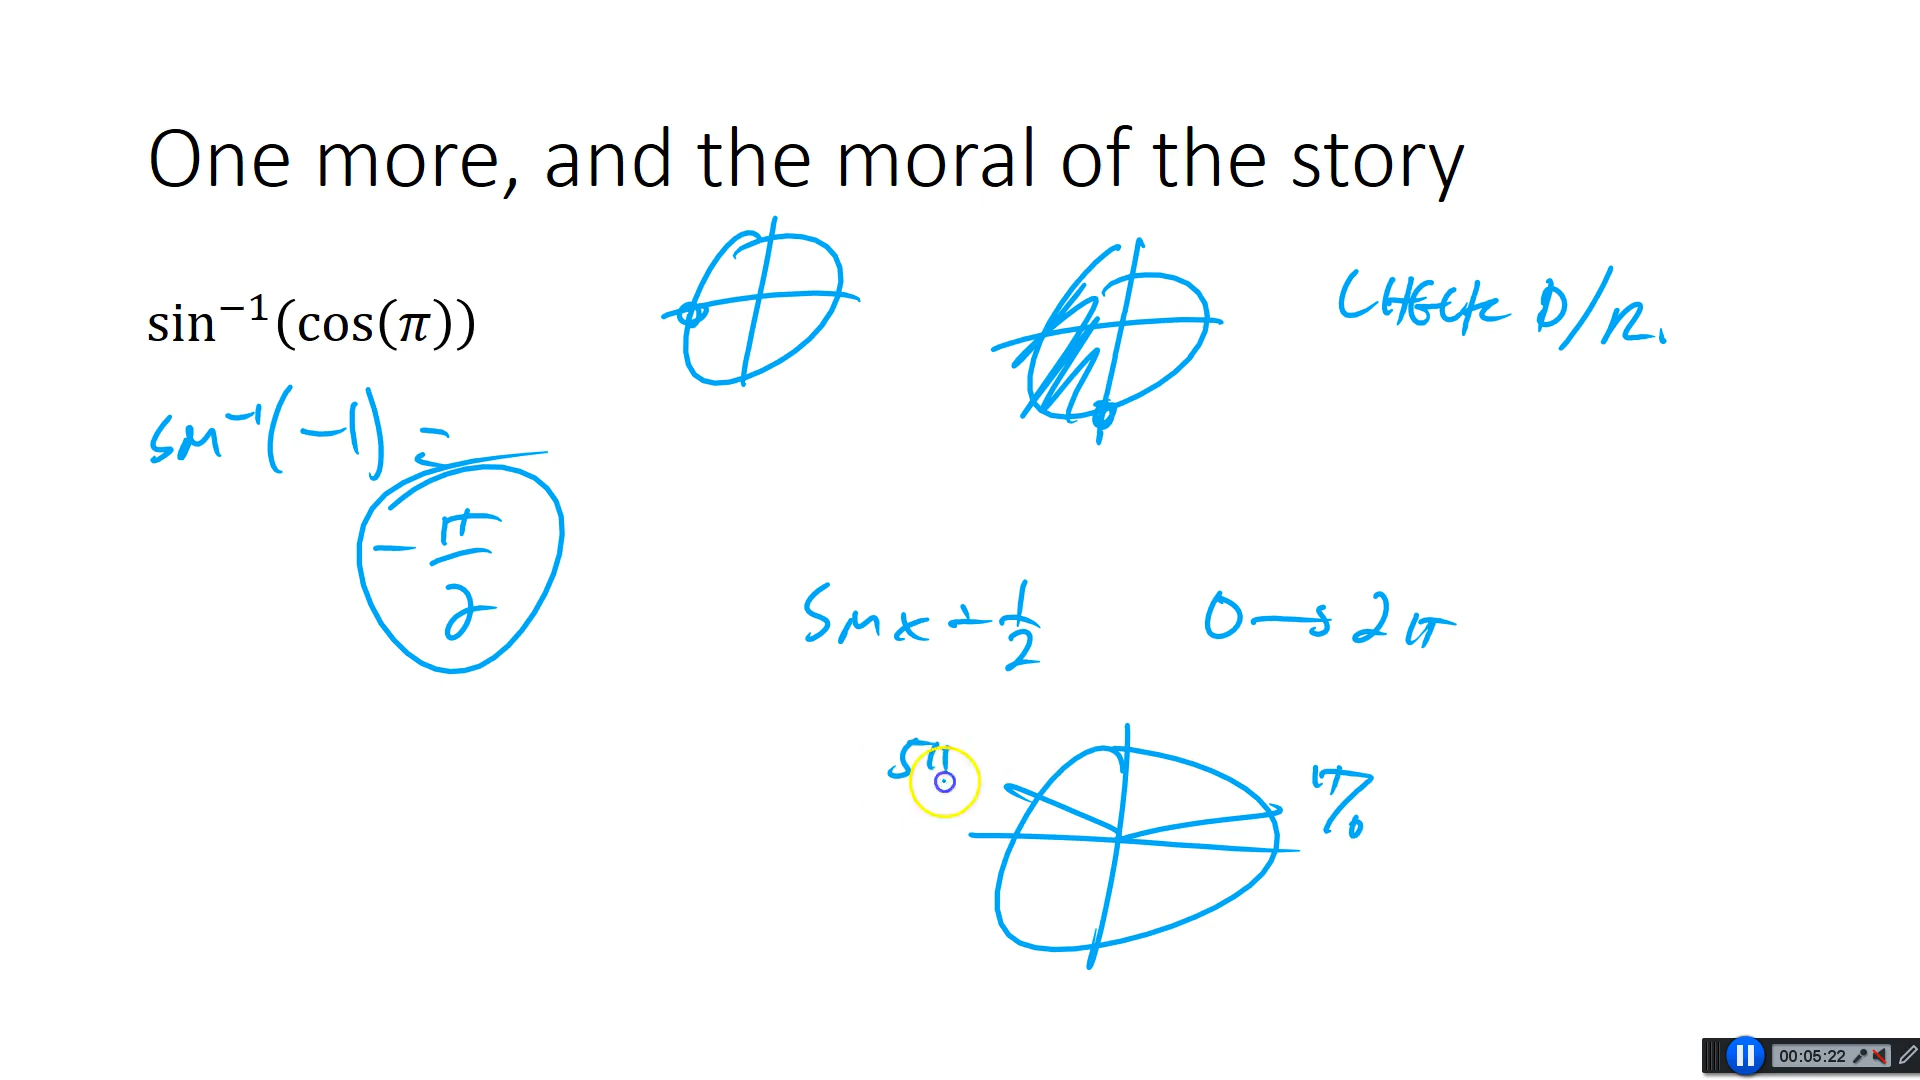 One more, and the moral of the story
sin⁻¹(cos(π))
CHECK D/R.
sin⁻¹(-1) =
-π/2
sin x = 1/2
0 → 2π
5π
π/6
00:05:22